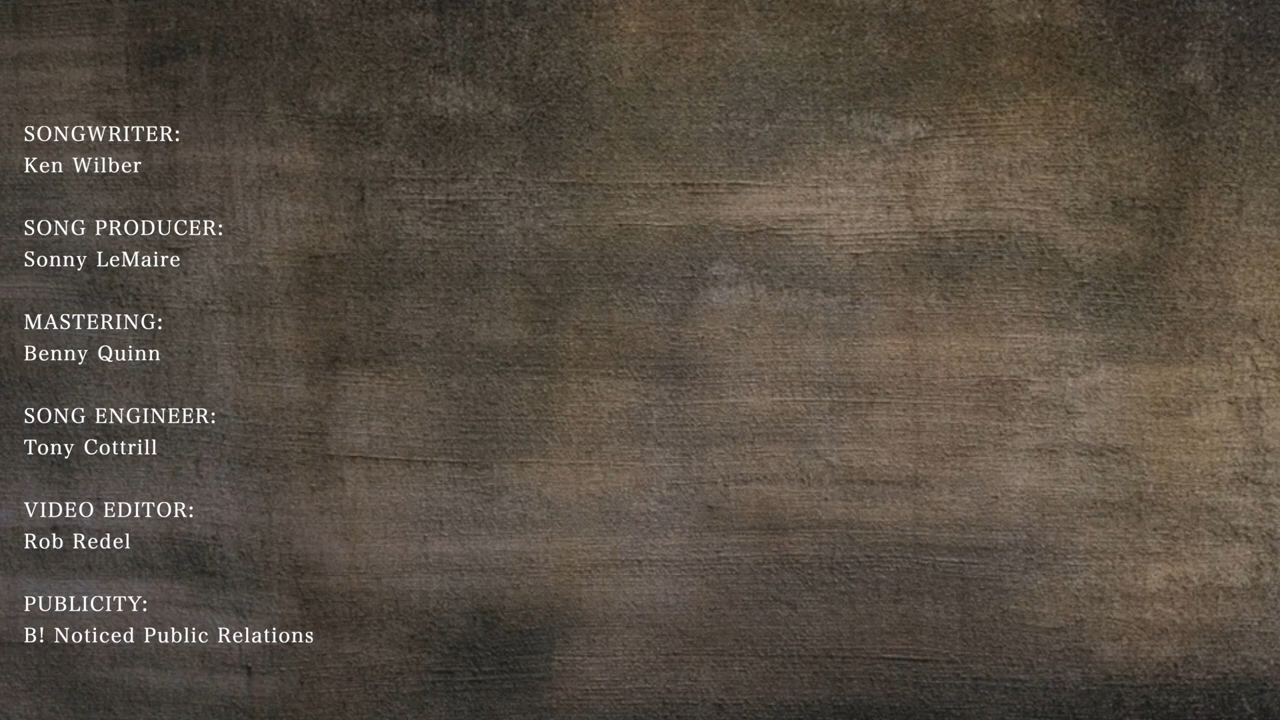 SONGWRITER:
Ken Wilber
SONG PRODUCER:
Sonny LeMaire
MASTERING:
Benny Quinn
SONG ENGINEER:
Tony Cottrill
VIDEO EDITOR:
Rob Redel
PUBLICITY:
B! Noticed Public Relations